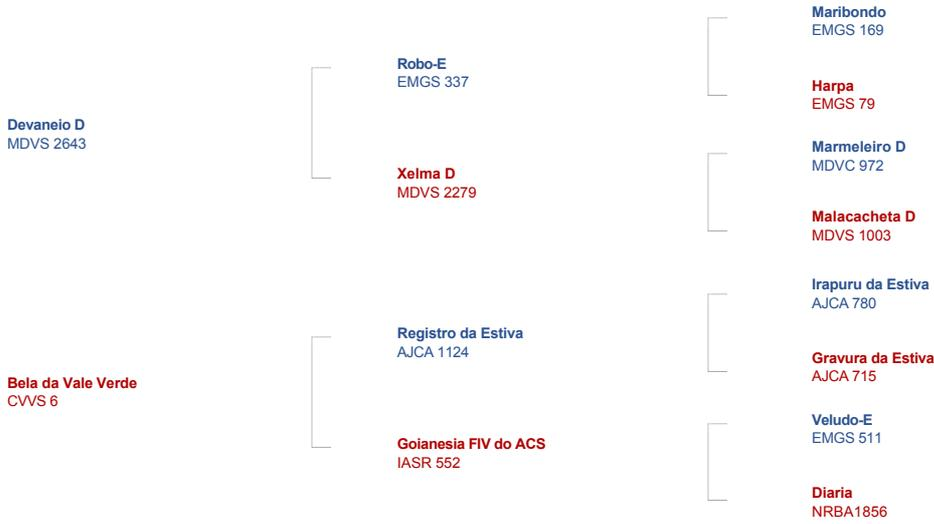 Devaneio D
MDVS 2643
Bela da Vale Verde
CVVS 6
Robo-E
EMGS 337
Xelma D
MDVS 2279
Registro da Estiva
AJCA 1124
Goianesia FIV do ACS
IASR 552
Maribondo
EMGS 169
Harpa
EMGS 79
Marmeleiro D
MDVC 972
Malacacheta D
MDVS 1003
Irapuru da Estiva
AJCA 780
Gravura da Estiva
AJCA 715
Veludo-E
EMGS 511
Diaria
NRBA1856